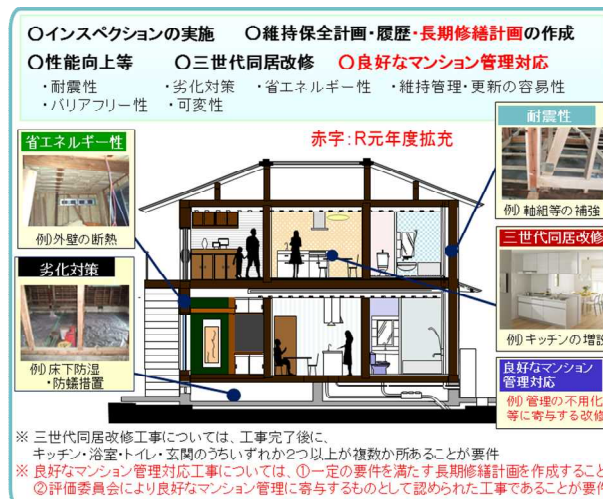 ○インスペクションの実施 ○維持保全計画・履歴・長期修繕計画の作成
○性能向上等 ○三世代同居改修 ○良好なマンション管理対応
・耐震性 ・劣化対策 ・省エネルギー性 ・維持管理・更新の容易性
・バリアフリー性 ・可変性
赤字:R元年度拡充
省エネルギー性
例)外壁の断熱
劣化対策
例)床下防湿
・防蟻措置
耐震性
例)軸組等の補強
三世代同居改修
例)キッチンの増設
良好なマンション
管理対応
例)管理の不用化
等に寄与する改修
※ 三世代同居改修工事については、工事完了後に、
キッチン・浴室・トイレ・玄関のうちいずれか2つ以上が複数か所あることが要件
※ 良好なマンション管理対応工事については、①一定の要件を満たす長期修繕計画を作成すること
②評価委員会により良好なマンション管理に寄与するものとして認められた工事であることが要件